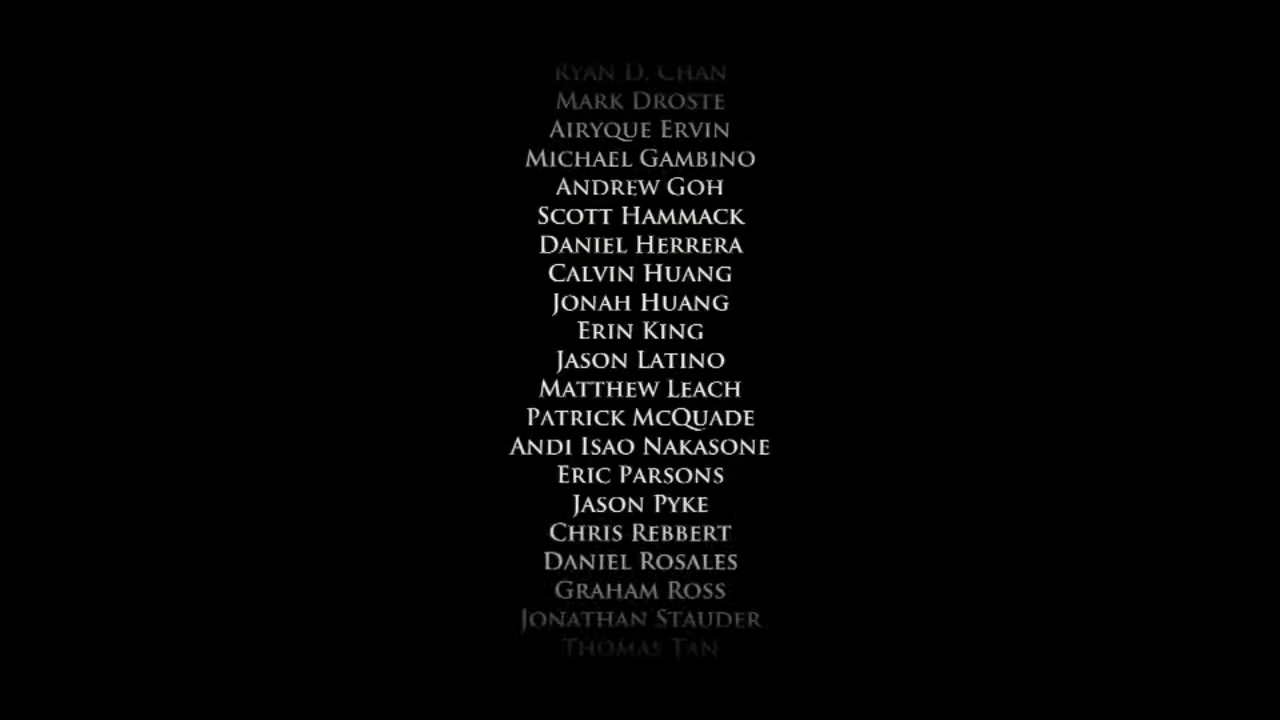 Ryan D. Chan
Mark Droste
Airyque Ervin
Michael Gambino
Andrew Goh
Scott Hammack
Daniel Herrera
Calvin Huang
Jonah Huang
Erin King
Jason Latino
Matthew Leach
Patrick McQuade
Andi Isao Nakasone
Eric Parsons
Jason Pyke
Chris Rebbert
Daniel Rosales
Graham Ross
Jonathan Stauder
Thomas Tan